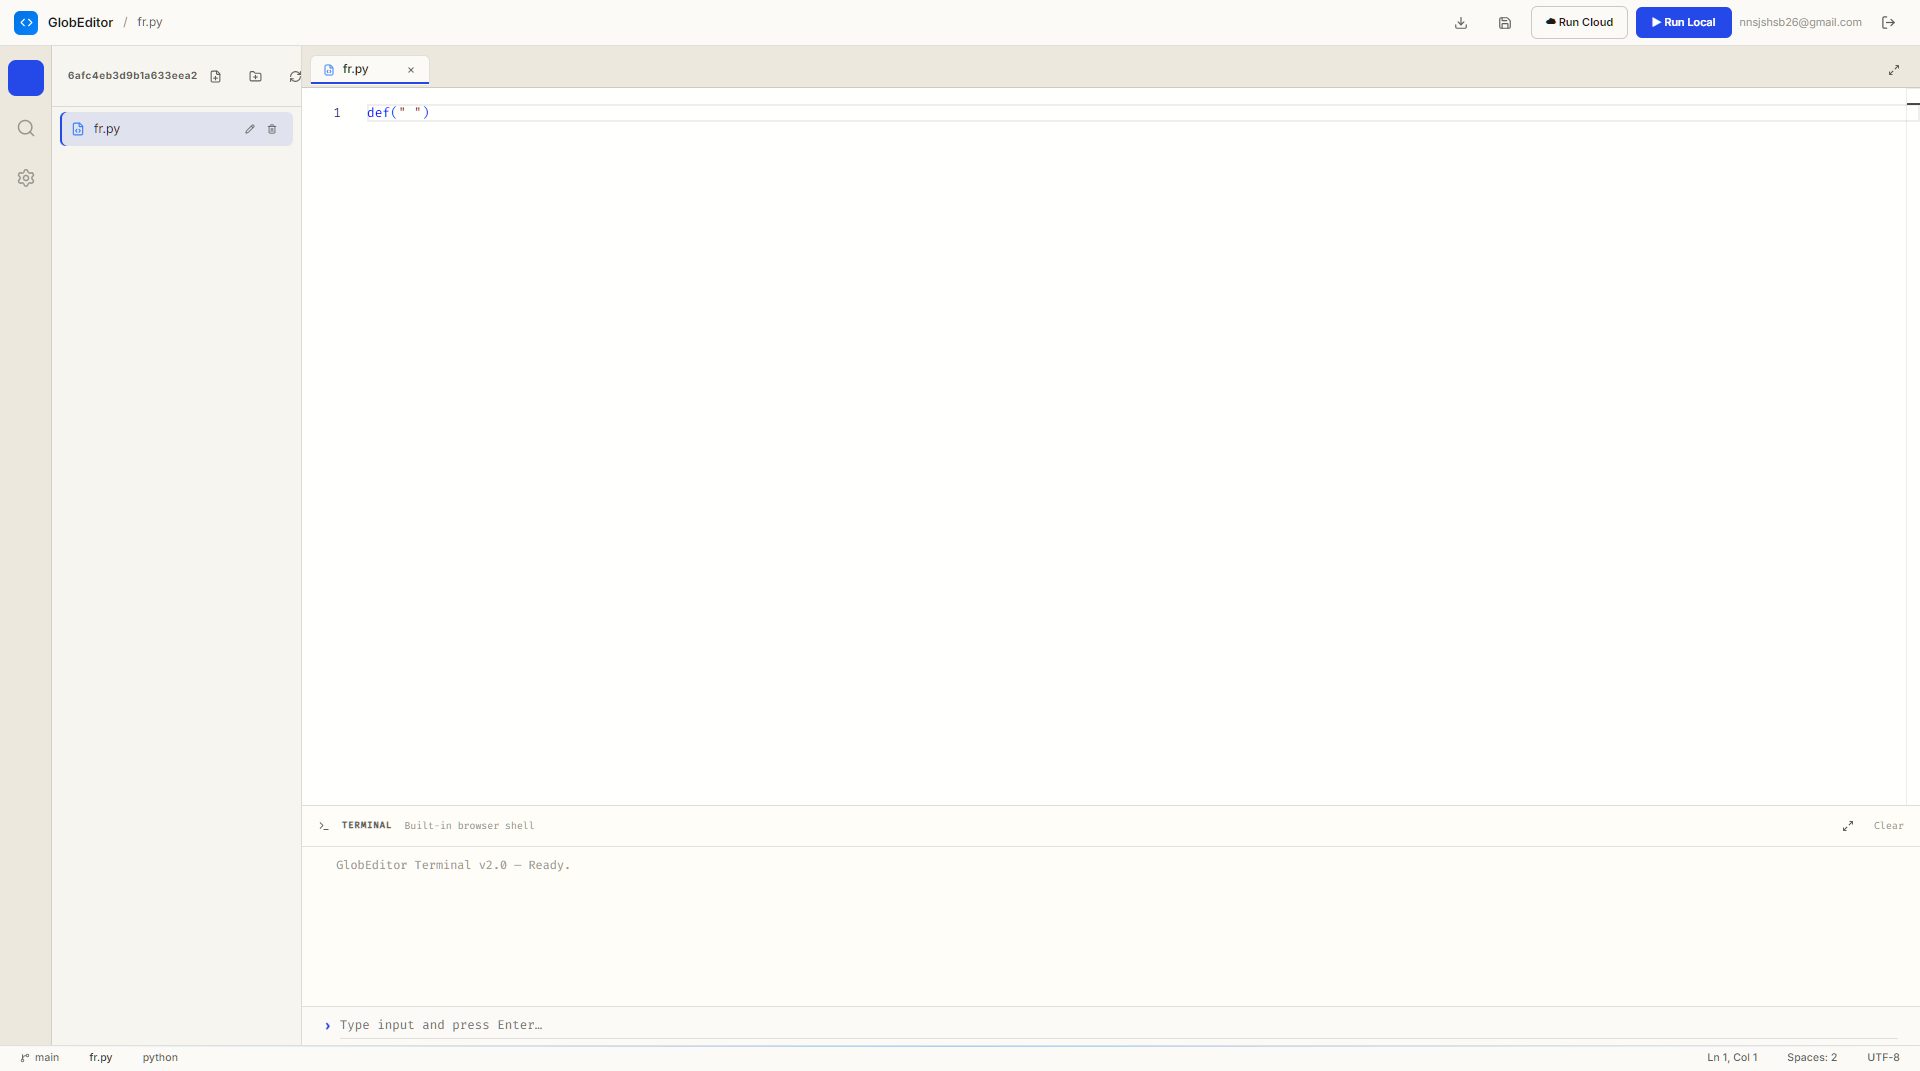 GlobEditor / fr.py
Run Cloud
Run Local
nnsjshsb26@gmail.com
6afc4eb3d9b1a633eea2
fr.py
fr.py ×
1 def(" ")
>_ TERMINAL Built-in browser shell
Clear
GlobEditor Terminal v2.0 — Ready.
› Type input and press Enter…
main fr.py python
Ln 1, Col 1 Spaces: 2 UTF-8